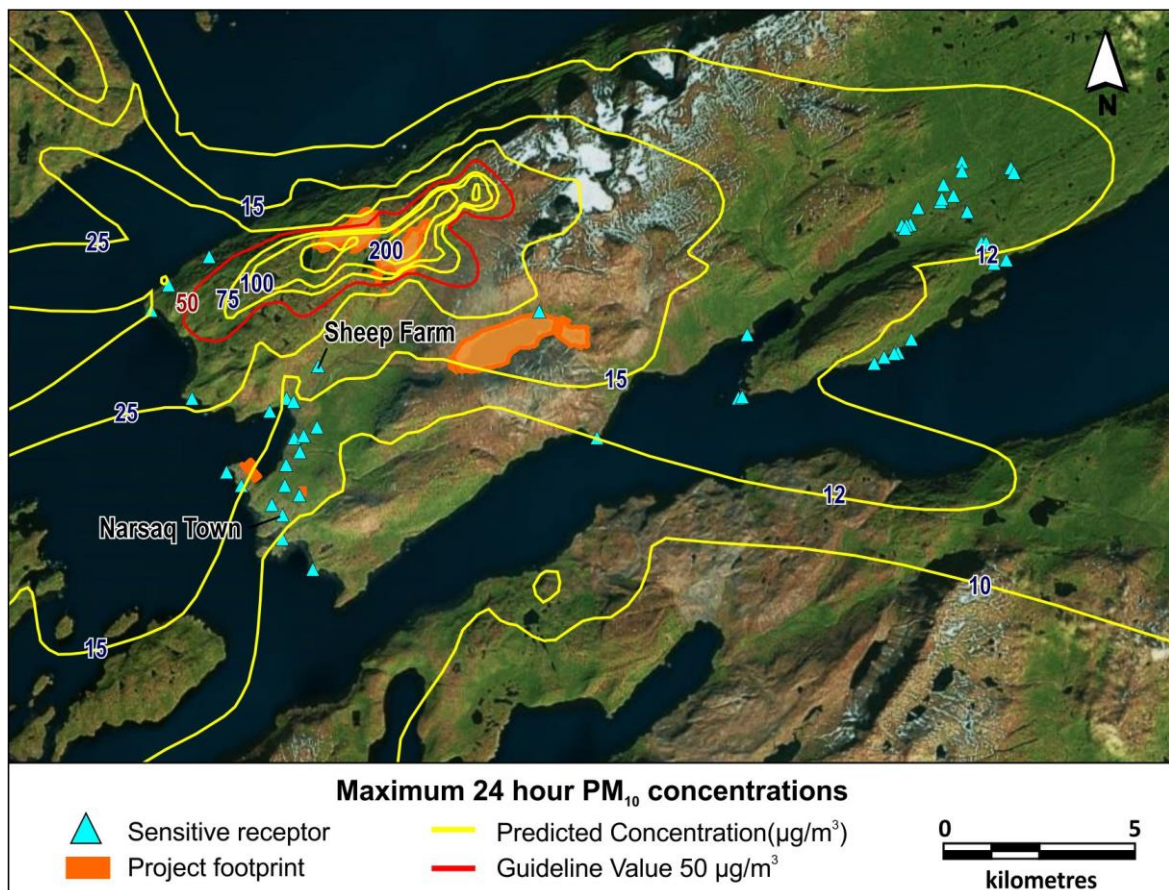 N
15
25
200
100
75
50
12
Sheep Farm
15
25
12
Narsaq Town
10
15
Maximum 24 hour PM₁₀ concentrations
Sensitive receptor
Predicted Concentration(µg/m³)
Project footprint
Guideline Value 50 µg/m³
0 5
kilometres